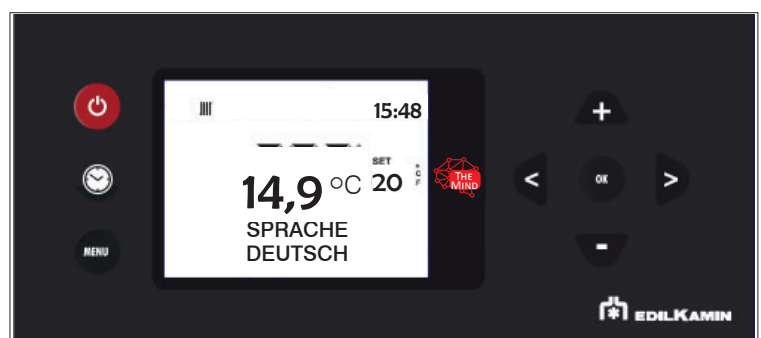 15:48
SET
14,9 °C 20 °C F
SPRACHE
DEUTSCH
THE MIND
MENU
+
< OK >
-
EDILKAMIN